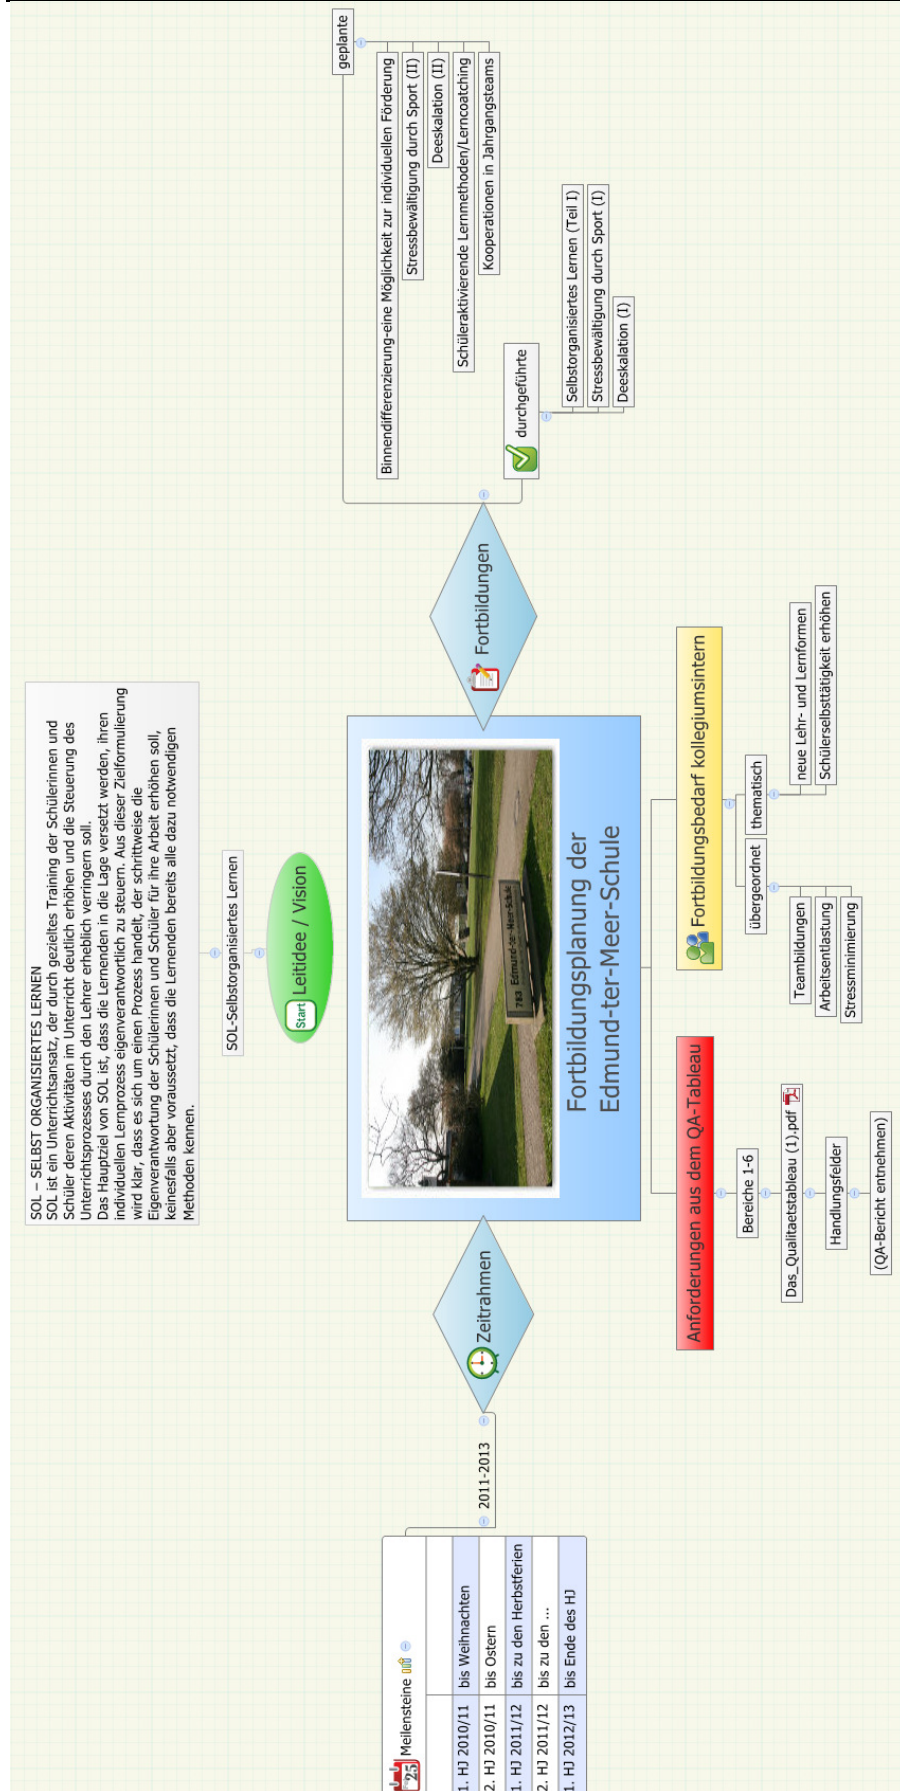 SOL – SELBST ORGANISIERTES LERNEN
SOL ist ein Unterrichtsansatz, der durch gezieltes Training der Schülerinnen und
Schüler deren Aktivitäten im Unterricht deutlich erhöhen und die Steuerung des
Unterrichtsprozesses durch den Lehrer erheblich verringern soll.
Das Hauptziel von SOL ist, dass die Lernenden in die Lage versetzt werden, ihren
individuellen Lernprozess eigenverantwortlich zu steuern. Aus dieser Zielformulierung
wird klar, dass es sich um einen Prozess handelt, der schrittweise die
Eigenverantwortung der Schülerinnen und Schüler für ihre Arbeit erhöhen soll,
keinesfalls aber voraussetzt, dass die Lernenden bereits alle dazu notwendigen
Methoden kennen.
SOL-Selbstorganisiertes Lernen
Start Leitidee / Vision
25 Meilensteine
1. HJ 2010/11 bis Weihnachten
2. HJ 2010/11 bis Ostern
1. HJ 2011/12 bis zu den Herbstferien
2. HJ 2011/12 bis zu den ...
1. HJ 2012/13 bis Ende des HJ
2011-2013
Zeitrahmen
783 Edmund-ter-Meer-Schule
Fortbildungsplanung der
Edmund-ter-Meer-Schule
Fortbildungen
geplante
Binnendifferenzierung-eine Möglichkeit zur individuellen Förderung
Stressbewältigung durch Sport (II)
Deeskalation (II)
Schüleraktivierende Lernmethoden/Lerncoatching
Kooperationen in Jahrgangsteams
durchgeführte
Selbstorganisiertes Lernen (Teil I)
Stressbewältigung durch Sport (I)
Deeskalation (I)
Anforderungen aus dem QA-Tableau
Bereiche 1-6
Das_Qualitaetstableau (1).pdf
Handlungsfelder
(QA-Bericht entnehmen)
Fortbildungsbedarf kollegiumsintern
übergeordnet
Teambildungen
Arbeitsentlastung
Stressminimierung
thematisch
neue Lehr- und Lernformen
Schülerselbsttätigkeit erhöhen